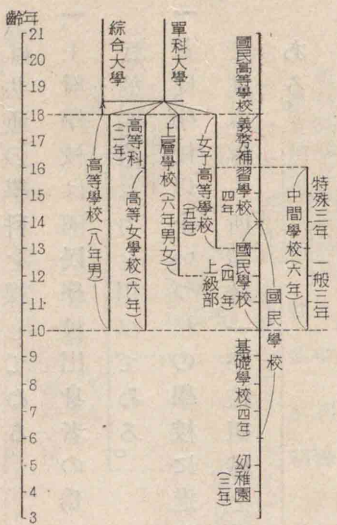 齡年
21
20
19
18
17
16
15
14
13
12
11
10
9
8
7
6
5
4
3
綜合大學
單科大學
國民高等學校
義務補習學校
四年
國民學校(四年)
基礎學校(四年)
幼稚園(三年)
高等學校(八年男)
高等科(二年)
高等女學校(六年)
上層學校(六年男女)
女子高等學校(五年)
上級部
中間學校(六年)
特殊三年
一般三年
國民學校